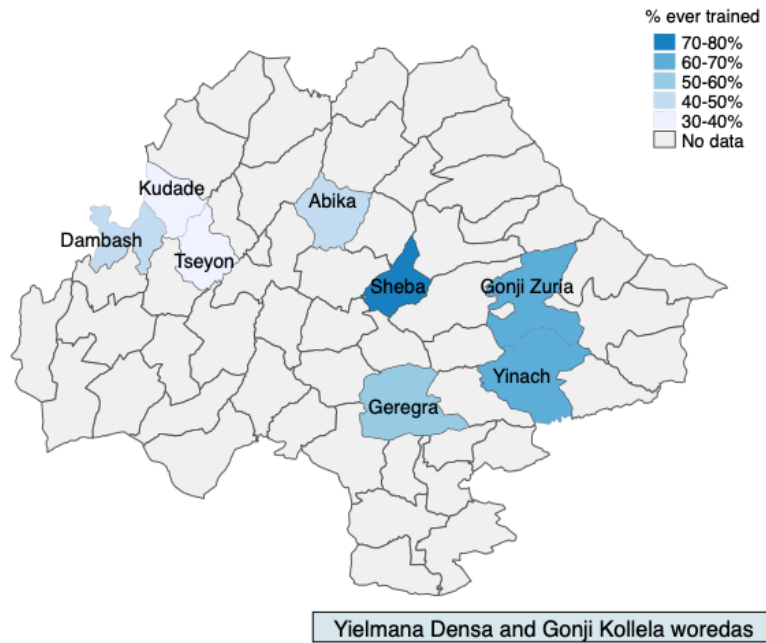 % ever trained
70-80%
60-70%
50-60%
40-50%
30-40%
No data
Kudade
Abika
Dambash
Tseyon
Sheba
Gonji Zuria
Yinach
Geregra
Yielmana Densa and Gonji Kollela woredas